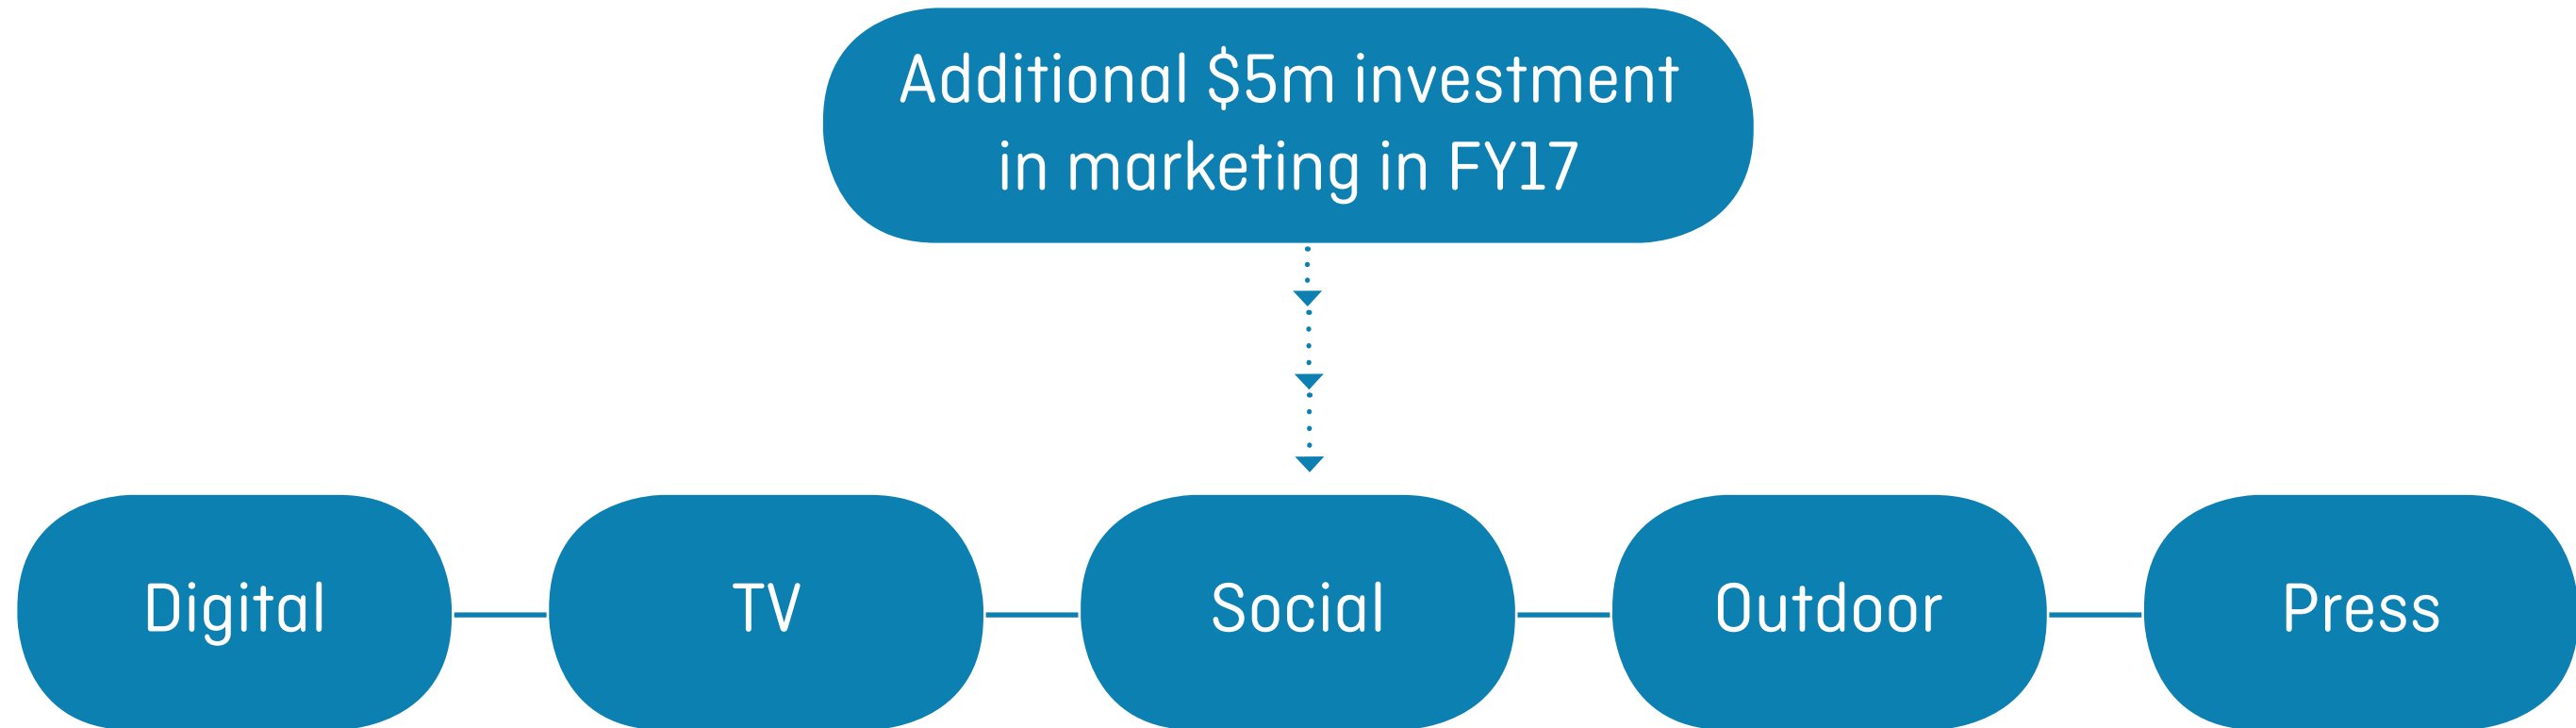 Additional $5m investment
in marketing in FY17
Digital
TV
Social
Outdoor
Press